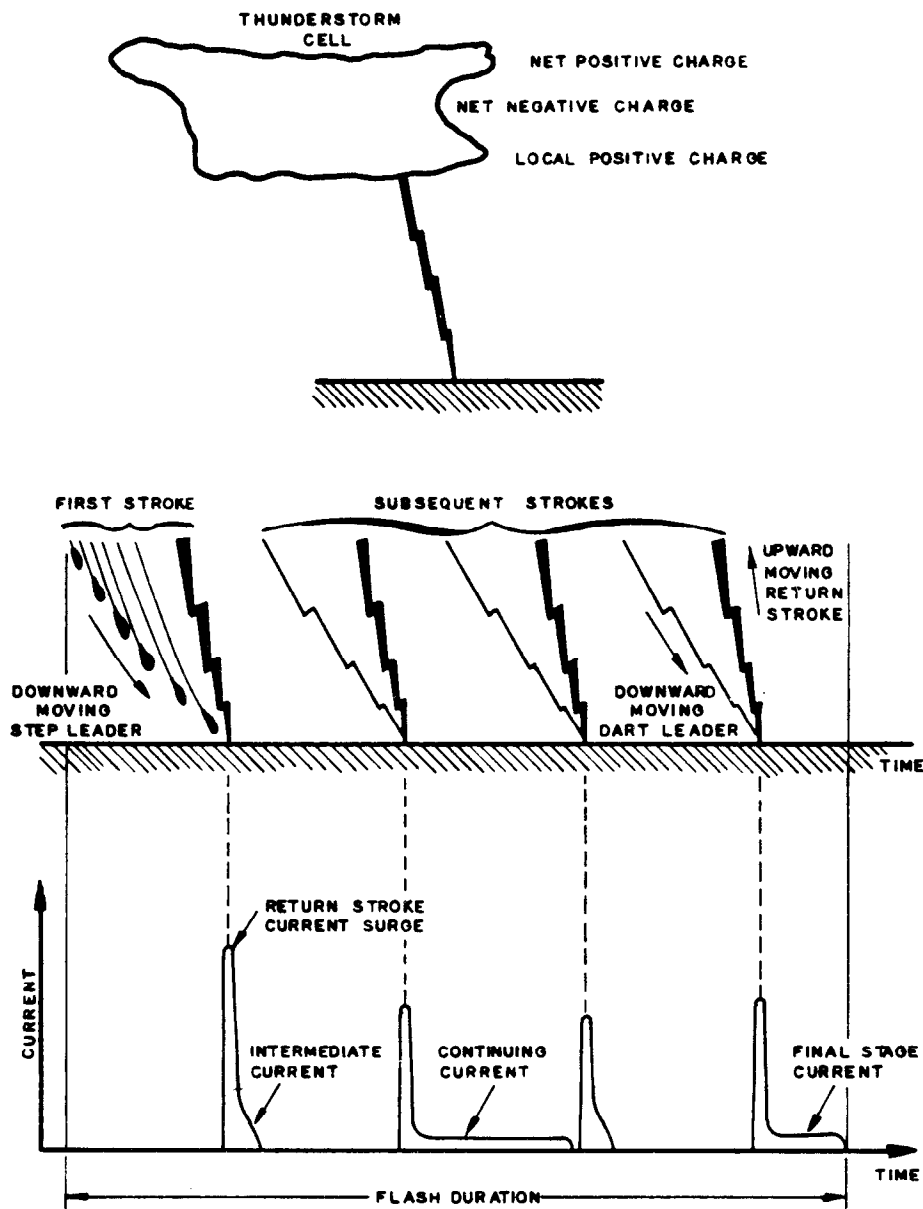 THUNDERSTORM
CELL
NET POSITIVE CHARGE
NET NEGATIVE CHARGE
LOCAL POSITIVE CHARGE
FIRST STROKE
SUBSEQUENT STROKES
UPWARD
MOVING
RETURN
STROKE
DOWNWARD
MOVING
STEP LEADER
DOWNWARD
MOVING
DART LEADER
TIME
RETURN STROKE
CURRENT SURGE
CURRENT
INTERMEDIATE
CURRENT
CONTINUING
CURRENT
FINAL STAGE
CURRENT
TIME
FLASH DURATION